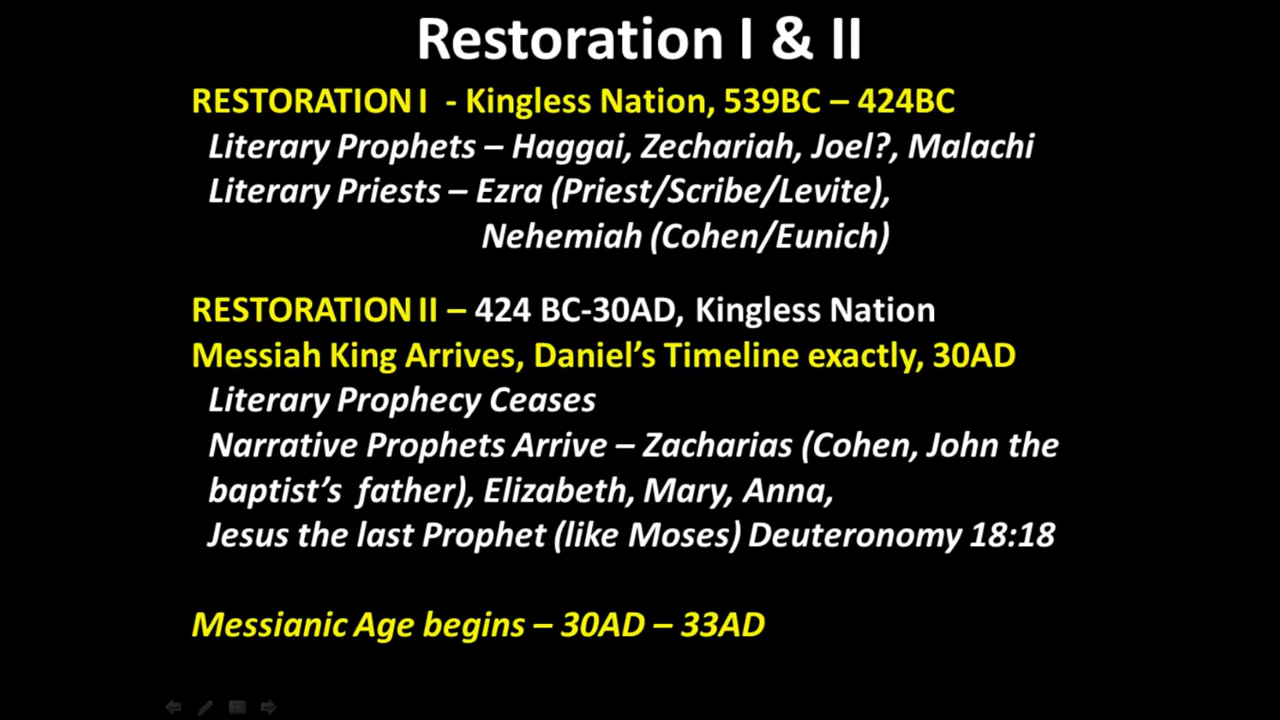 Restoration I & II
RESTORATION I - Kingless Nation, 539BC – 424BC
Literary Prophets – Haggai, Zechariah, Joel?, Malachi
Literary Priests – Ezra (Priest/Scribe/Levite),
Nehemiah (Cohen/Eunich)
RESTORATION II – 424 BC-30AD, Kingless Nation
Messiah King Arrives, Daniel's Timeline exactly, 30AD
Literary Prophecy Ceases
Narrative Prophets Arrive – Zacharias (Cohen, John the
baptist's father), Elizabeth, Mary, Anna,
Jesus the last Prophet (like Moses) Deuteronomy 18:18
Messianic Age begins – 30AD – 33AD